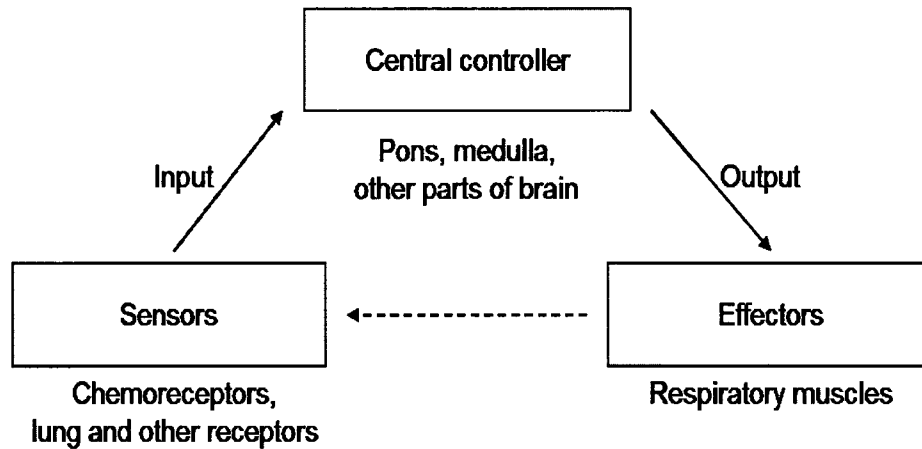 Central controller
Pons, medulla,
other parts of brain
Input
Output
Sensors
Effectors
Chemoreceptors,
lung and other receptors
Respiratory muscles